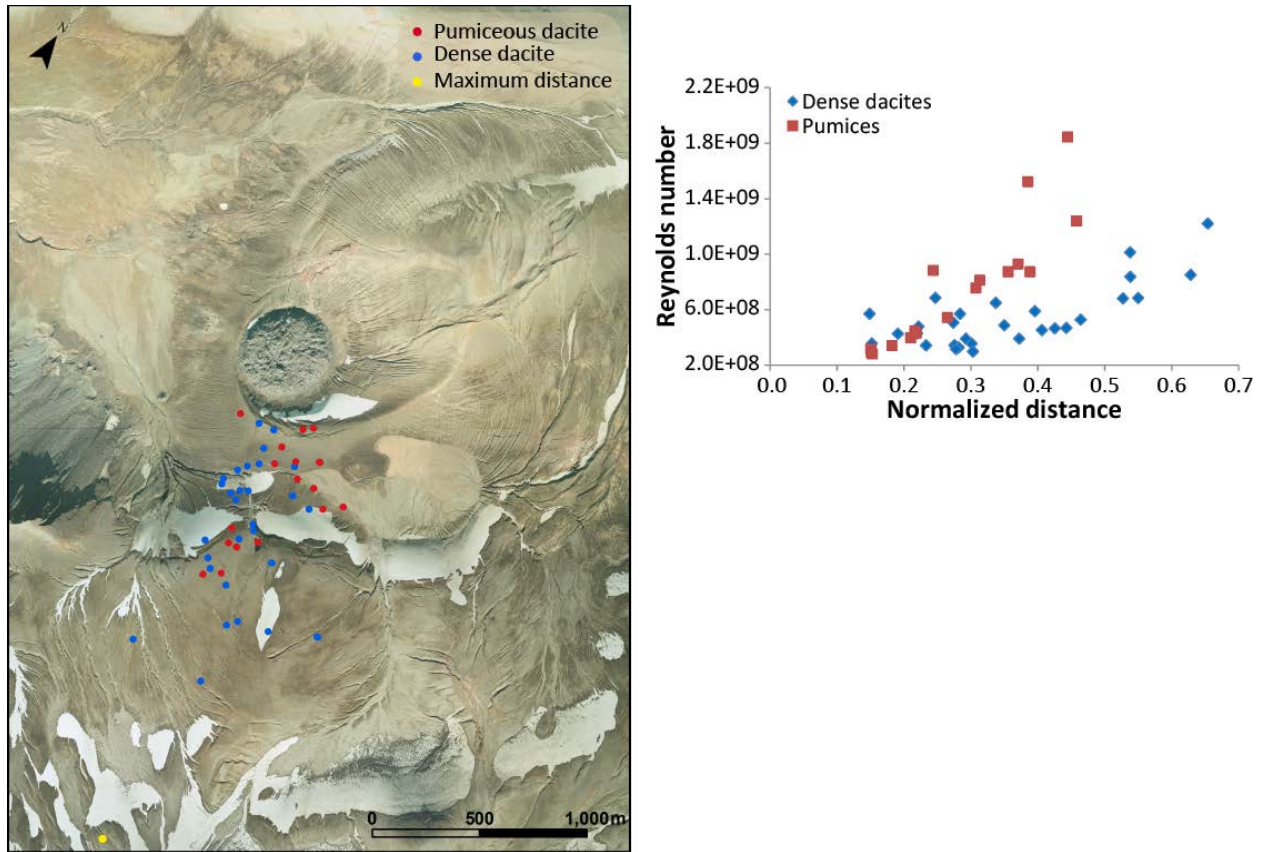 N
Pumiceous dacite
Dense dacite
Maximum distance
0 500 1,000m
Dense dacites
Pumices
Reynolds number
2.2E+09
1.8E+09
1.4E+09
1.0E+09
6.0E+08
2.0E+08
0.0 0.1 0.2 0.3 0.4 0.5 0.6 0.7
Normalized distance